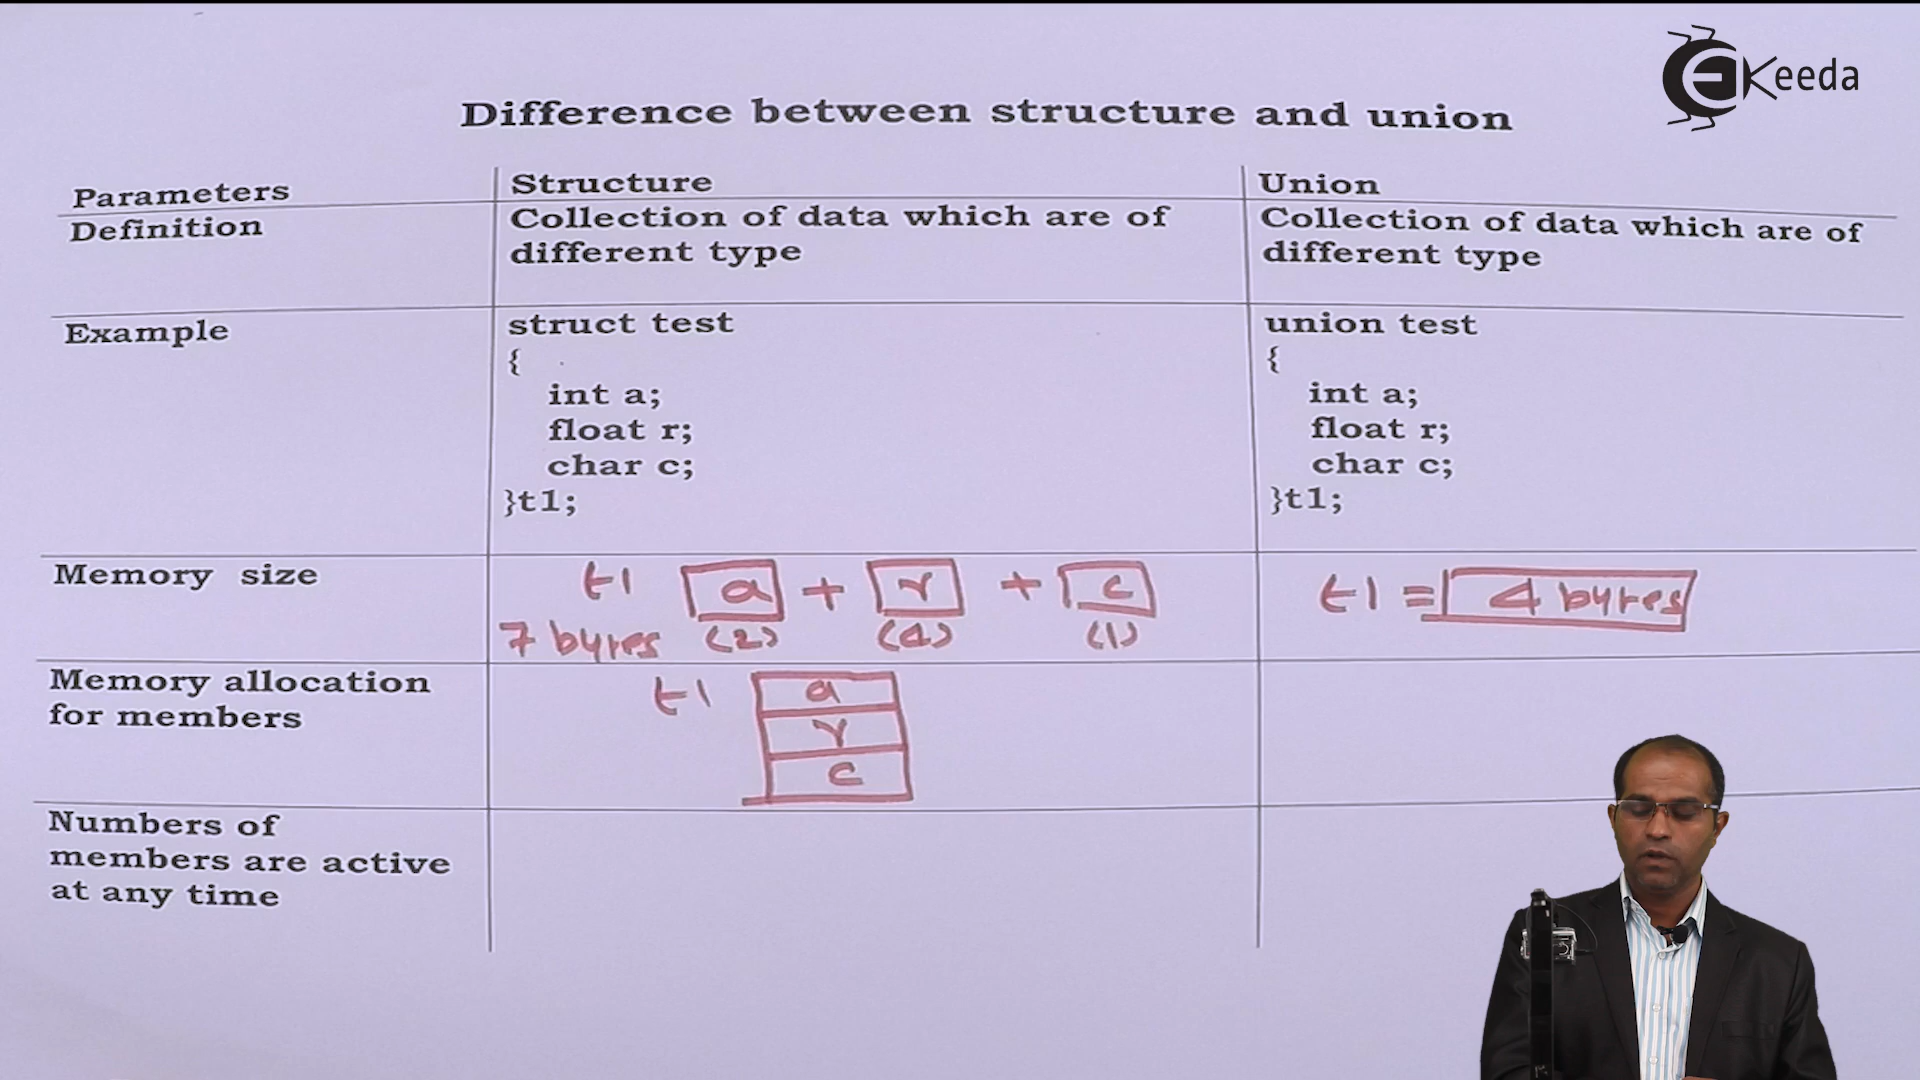 EKeeda
Difference between structure and union
Parameters Structure Union
Definition Collection of data which are of different type Collection of data which are of different type
Example struct test union test
{ {
int a; int a;
float r; float r;
char c; char c;
}t1; }t1;
Memory size t1 a + r + c t1 = 4 bytes
7 bytes (2) (4) (1)
Memory allocation for members t1 a
r
c
Numbers of
members are active
at any time